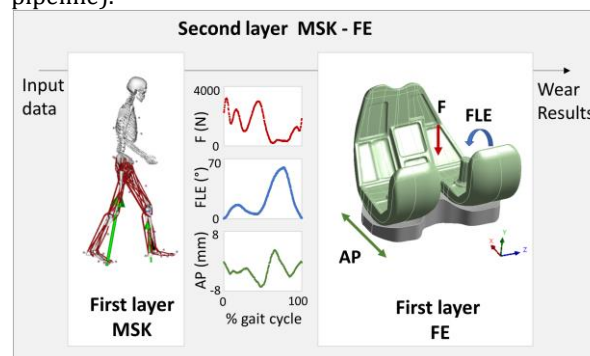 pipeline).
Second layer MSK - FE
Input
data
4000
F (N)
0
70
FLE (°)
0
8
AP (mm)
-8
0
100
% gait cycle
First layer
MSK
F
FLE
AP
First layer
FE
X
Y
Z
Wear
Results